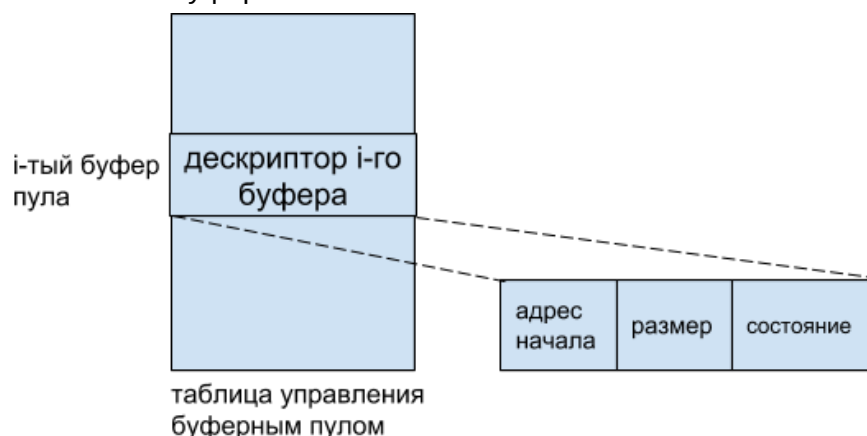 дескриптор i-го
буфера
i-тый буфер
пула
адрес
начала
размер
состояние
таблица управления
буферным пулом